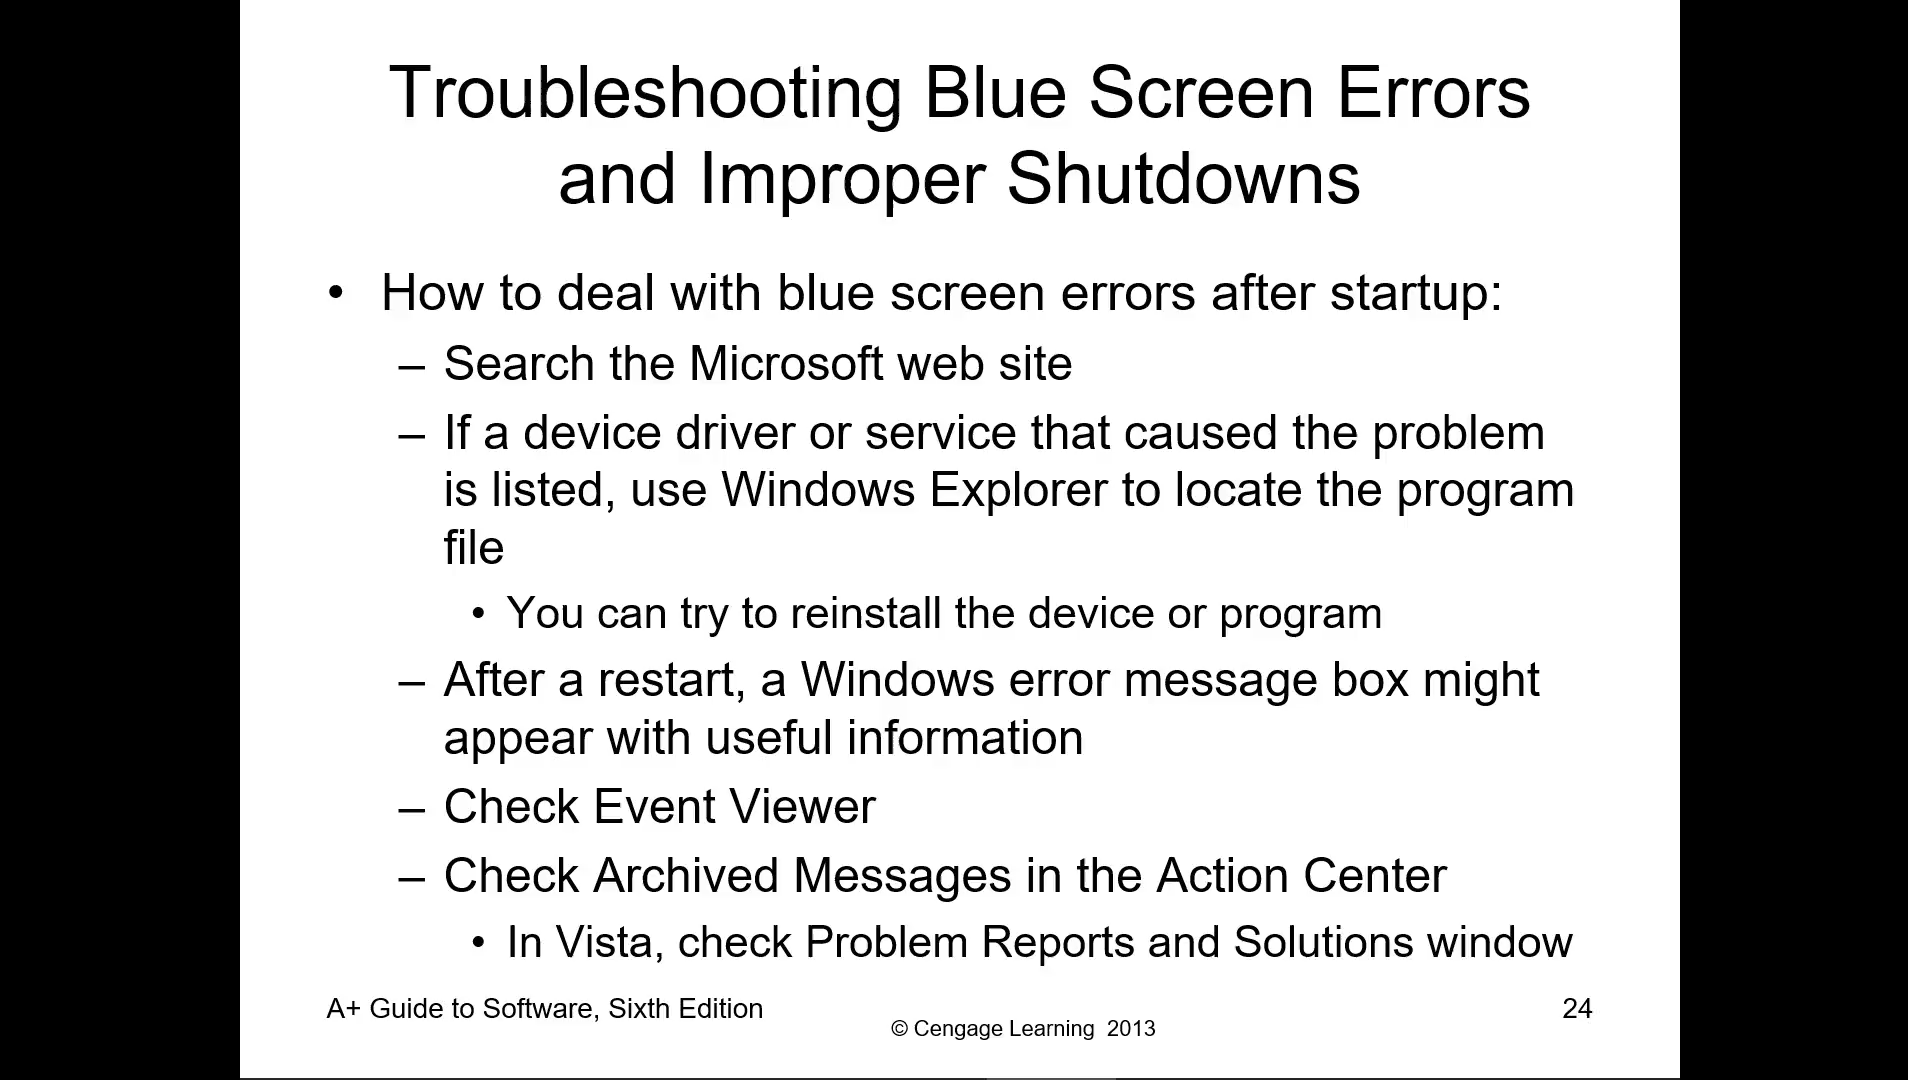 Troubleshooting Blue Screen Errors
and Improper Shutdowns
• How to deal with blue screen errors after startup:
– Search the Microsoft web site
– If a device driver or service that caused the problem
is listed, use Windows Explorer to locate the program
file
• You can try to reinstall the device or program
– After a restart, a Windows error message box might
appear with useful information
– Check Event Viewer
– Check Archived Messages in the Action Center
• In Vista, check Problem Reports and Solutions window
A+ Guide to Software, Sixth Edition
© Cengage Learning 2013
24